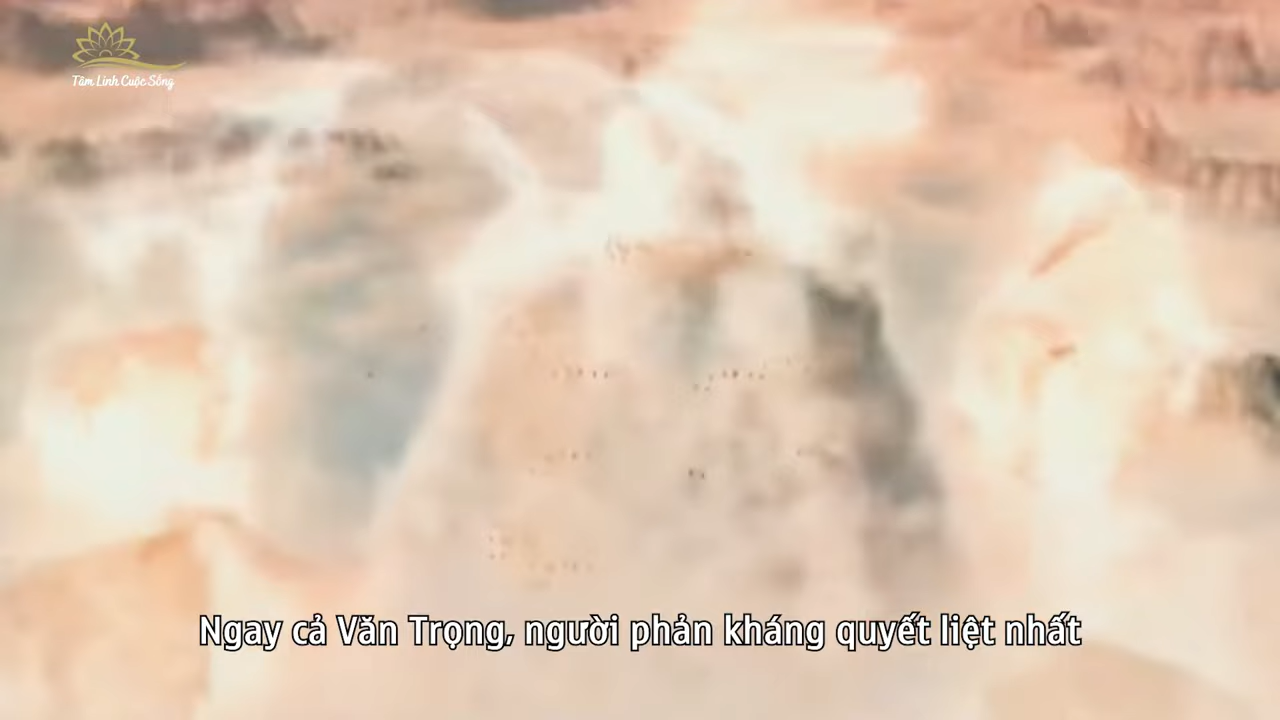 Tâm Linh Cuộc Sống
Ngay cả Văn Trọng, người phản kháng quyết liệt nhất